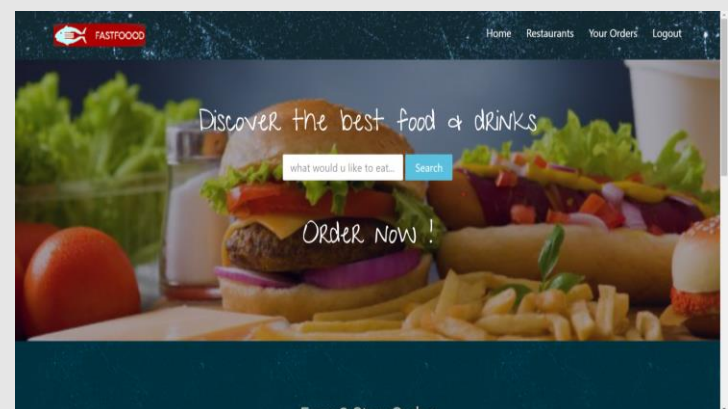 FASTFOOOD
Home Restaurants Your Orders Logout
Discover the best food & drinks
what would u like to eat... Search
Order Now !